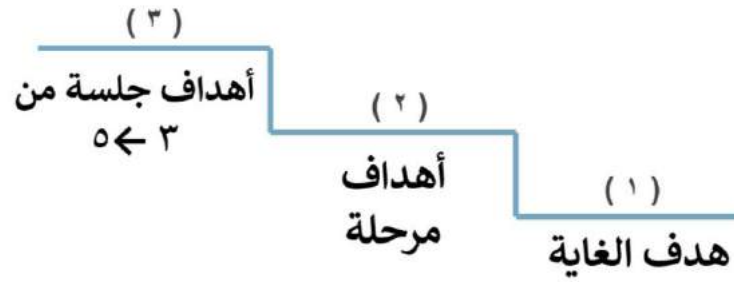 ( ٣ )
أهداف جلسة من
٣ ← ٥
( ٢ )
أهداف
مرحلة
( ١ )
هدف الغاية